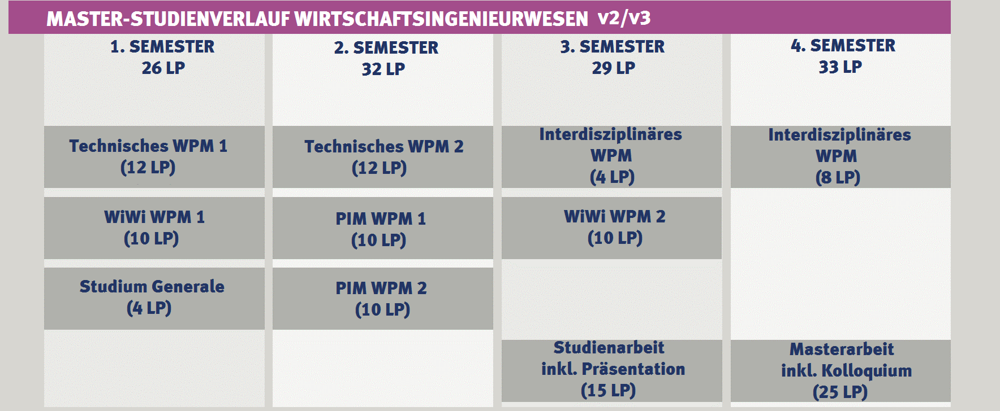 MASTER-STUDIENVERLAUF WIRTSCHAFTSINGENIEURWESEN v2/v3
1. SEMESTER
26 LP
Technisches WPM 1
(12 LP)
WiWi WPM 1
(10 LP)
Studium Generale
(4 LP)
2. SEMESTER
32 LP
Technisches WPM 2
(12 LP)
PIM WPM 1
(10 LP)
PIM WPM 2
(10 LP)
3. SEMESTER
29 LP
Interdisziplinäres
WPM
(4 LP)
WiWi WPM 2
(10 LP)
Studienarbeit
inkl. Präsentation
(15 LP)
4. SEMESTER
33 LP
Interdisziplinäres
WPM
(8 LP)
Masterarbeit
inkl. Kolloquium
(25 LP)